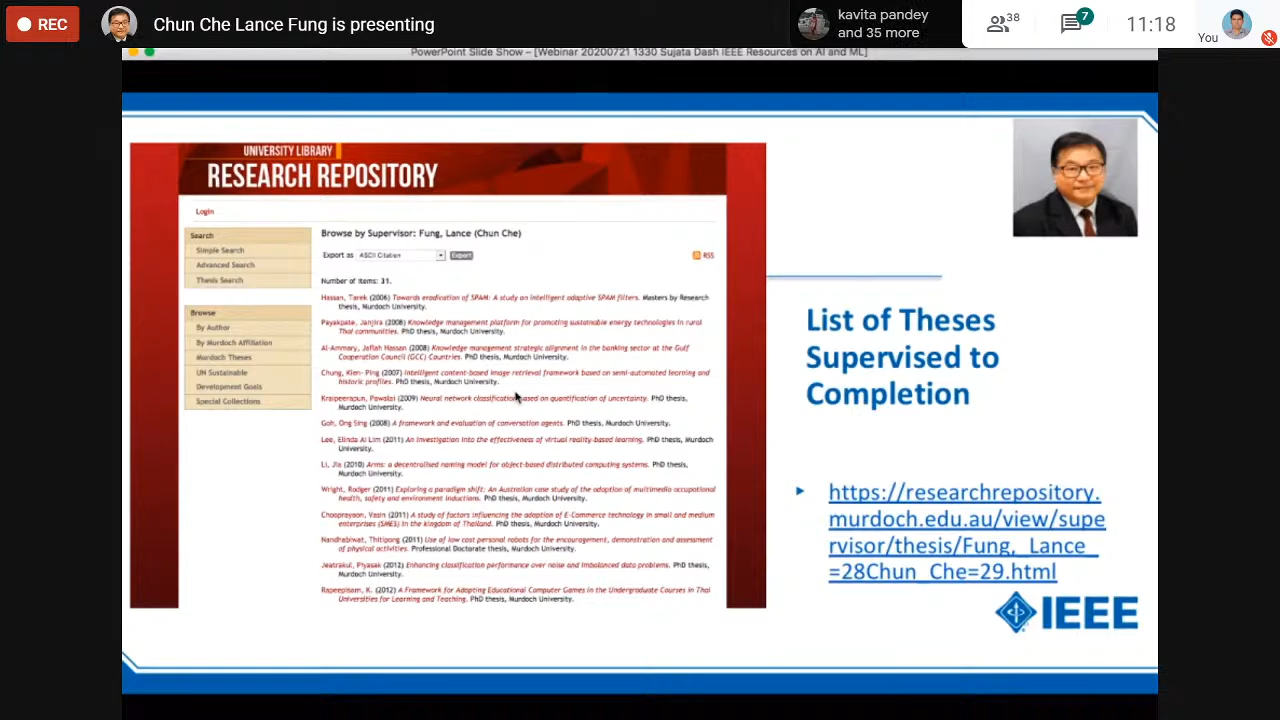 REC
Chun Che Lance Fung is presenting
kavita pandey
and 35 more
38
7
11:18
You
PowerPoint Slide Show - [Webinar 20200721 1330 Sujata Dash IEEE Resources on AI and ML]
UNIVERSITY LIBRARY
RESEARCH REPOSITORY
Login
Search
Simple Search
Advanced Search
Thesis Search
Browse
By Author
By Murdoch Affiliation
Murdoch Theses
UN Sustainable
Development Goals
Special Collections
Browse by Supervisor: Fung, Lance (Chun Che)
Export as ASCII Citation Export
RSS
Number of items: 31.
Hassan, Tarek (2006) Towards eradication of SPAM: A study on intelligent adaptive SPAM filters. Masters by Research
thesis, Murdoch University.
Payakpate, Janjira (2008) Knowledge management platform for promoting sustainable energy technologies in rural
Thai communities. PhD thesis, Murdoch University.
Al-Ammary, Jaflah Hassan (2008) Knowledge management strategic alignment in the banking sector at the Gulf
Cooperation Council (GCC) Countries. PhD thesis, Murdoch University.
Chung, Kien- Ping (2007) Intelligent content-based image retrieval framework based on semi-automated learning and
historic profiles. PhD thesis, Murdoch University.
Kraipeerapun, Pawalai (2009) Neural network classification based on quantification of uncertainty. PhD thesis,
Murdoch University.
Goh, Ong Sing (2008) A framework and evaluation of conversation agents. PhD thesis, Murdoch University.
Lee, Elinda Ai Lim (2011) An investigation into the effectiveness of virtual reality-based learning. PhD thesis, Murdoch
University.
Li, Jia (2010) Arms: a decentralised naming model for object-based distributed computing systems. PhD thesis,
Murdoch University.
Wright, Rodger (2011) Exploring a paradigm shift: An Australian case study of the adoption of multimedia occupational
health, safety and environment inductions. PhD thesis, Murdoch University.
Chooprayoon, Vasin (2011) A study of factors influencing the adoption of E-Commerce technology in small and medium
enterprises (SMES) in the kingdom of Thailand. PhD thesis, Murdoch University.
Nandhabiwat, Thitipong (2011) Use of low cost personal robots for the encouragement, demonstration and assessment
of physical activities. Professional Doctorate thesis, Murdoch University.
Jeatrakul, Piyasak (2012) Enhancing classification performance over noise and imbalanced data problems. PhD thesis,
Murdoch University.
Rapeepisarn, K. (2012) A Framework for Adopting Educational Computer Games in the Undergraduate Courses in Thai
Universities for Learning and Teaching. PhD thesis, Murdoch University.
List of Theses
Supervised to
Completion
https://researchrepository.
murdoch.edu.au/view/supe
rvisor/thesis/Fung,_Lance_
=28Chun_Che=29.html
IEEE